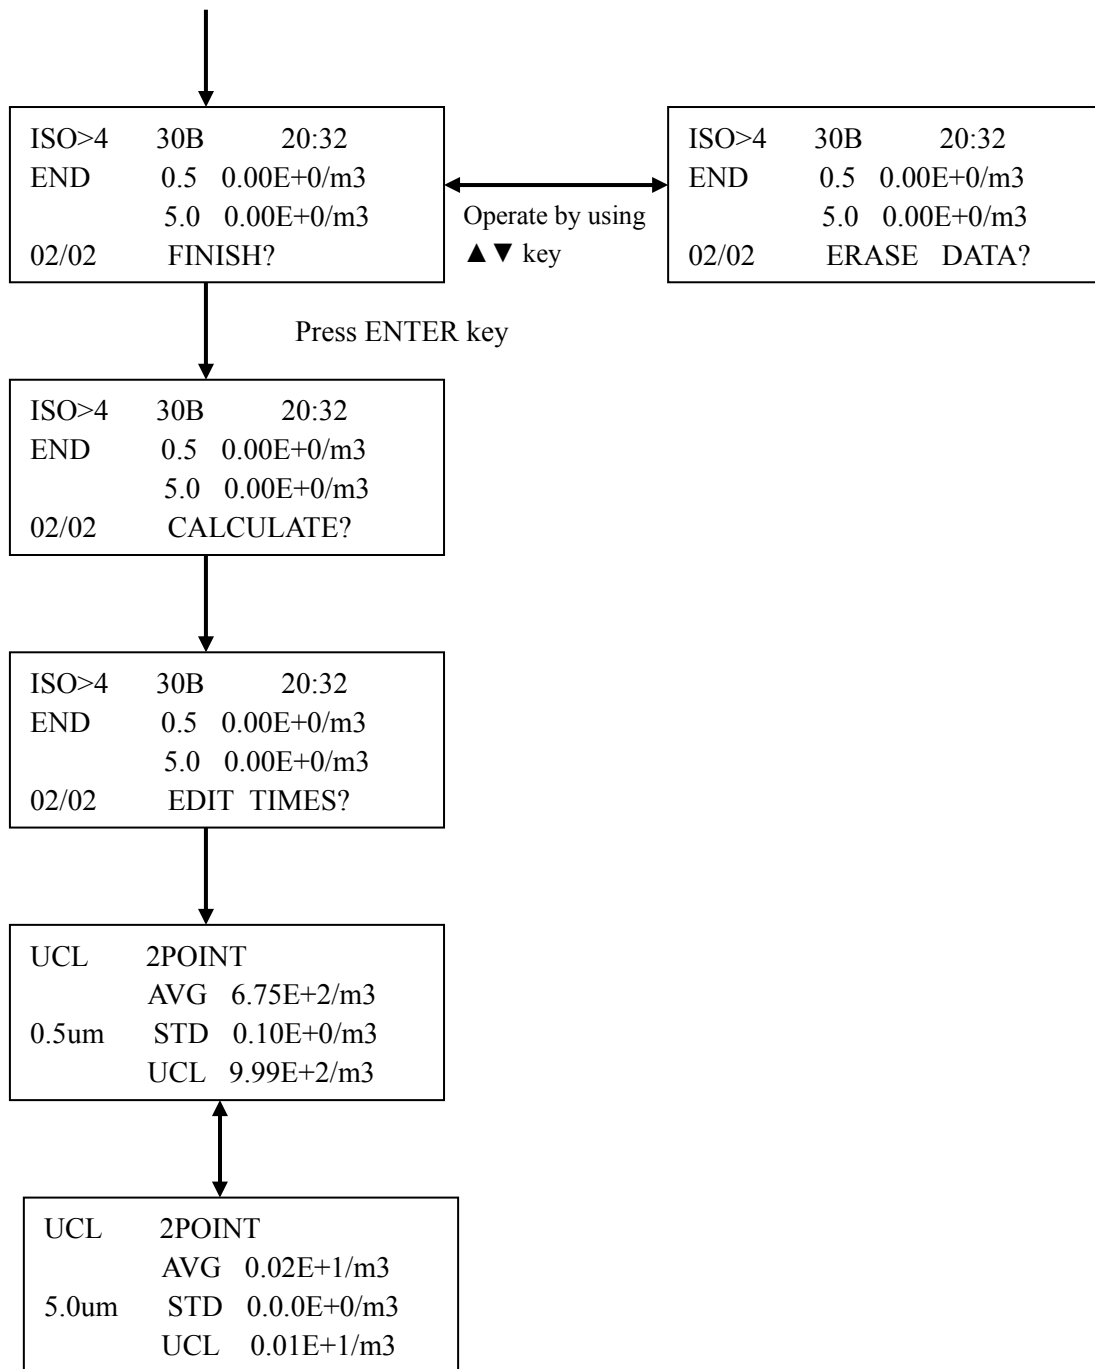 ISO>4 30B 20:32
END 0.5 0.00E+0/m3
5.0 0.00E+0/m3
02/02 FINISH?
Operate by using
▲▼ key
ISO>4 30B 20:32
END 0.5 0.00E+0/m3
5.0 0.00E+0/m3
02/02 ERASE DATA?
Press ENTER key
ISO>4 30B 20:32
END 0.5 0.00E+0/m3
5.0 0.00E+0/m3
02/02 CALCULATE?
ISO>4 30B 20:32
END 0.5 0.00E+0/m3
5.0 0.00E+0/m3
02/02 EDIT TIMES?
UCL 2POINT
AVG 6.75E+2/m3
0.5um STD 0.10E+0/m3
UCL 9.99E+2/m3
UCL 2POINT
AVG 0.02E+1/m3
5.0um STD 0.0.0E+0/m3
UCL 0.01E+1/m3